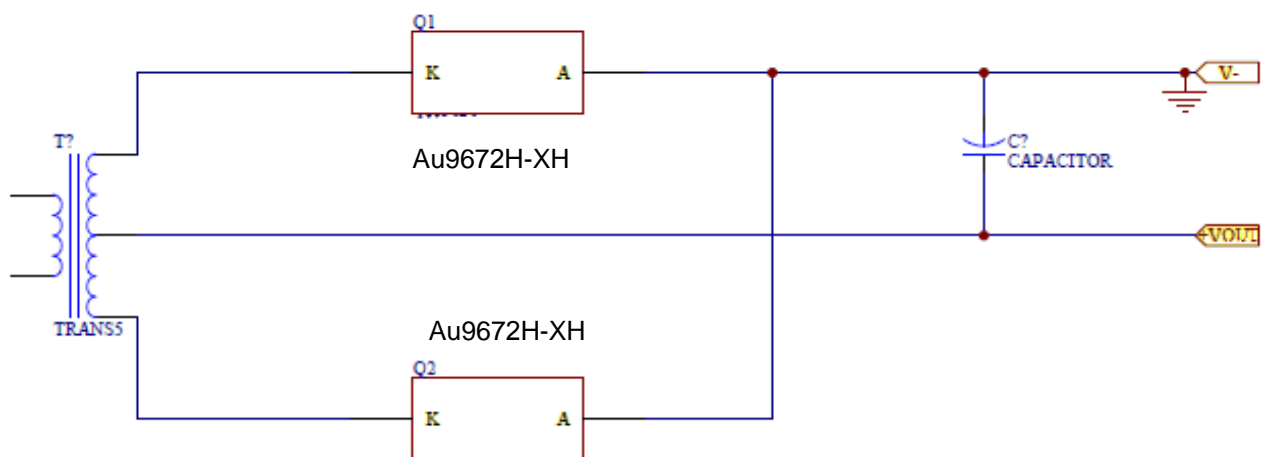 Q1
K A
V-
T?
Au9672H-XH
C?
CAPACITOR
+VOUT
TRANS5
Au9672H-XH
Q2
K A